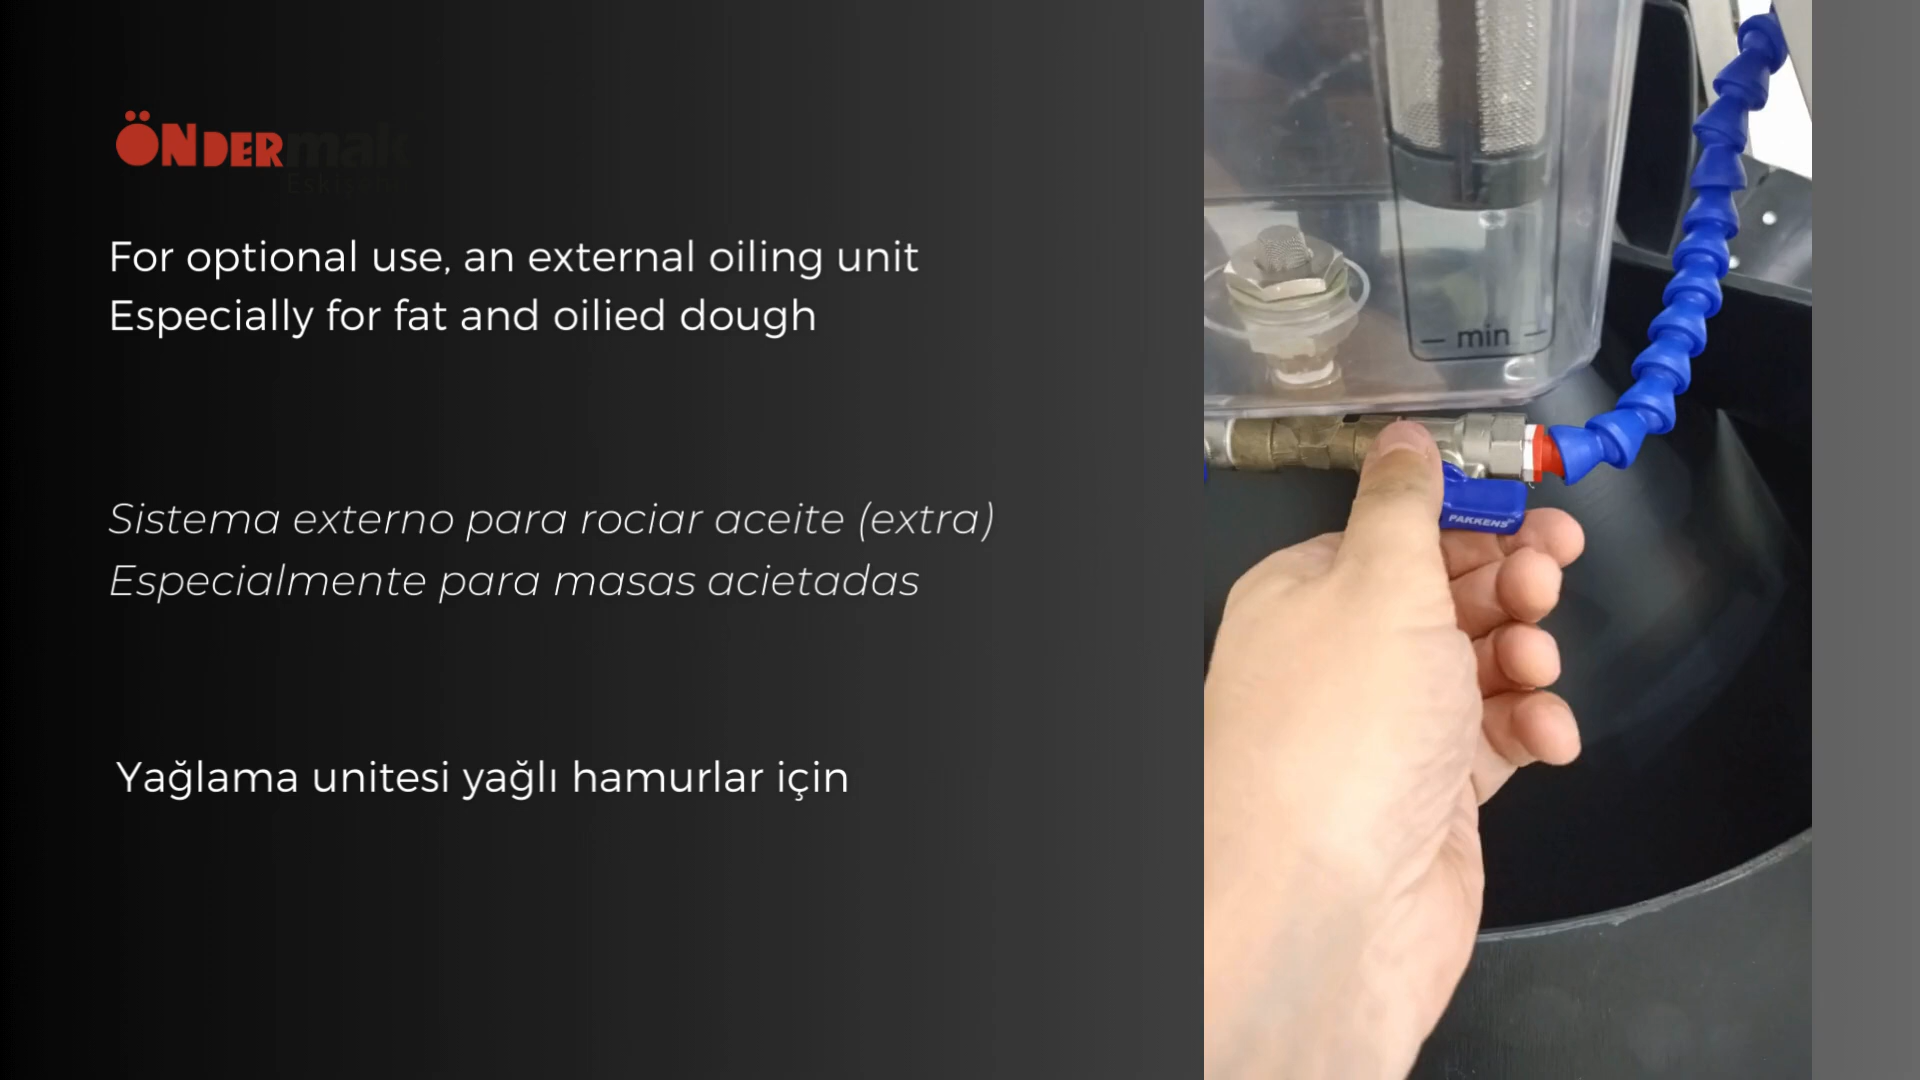 ÖNDERmak
For optional use, an external oiling unit
Especially for fat and oilied dough
Sistema externo para rociar aceite (extra)
Especialmente para masas acietadas
Yağlama unitesi yağlı hamurlar için
— min —
PAKKENS